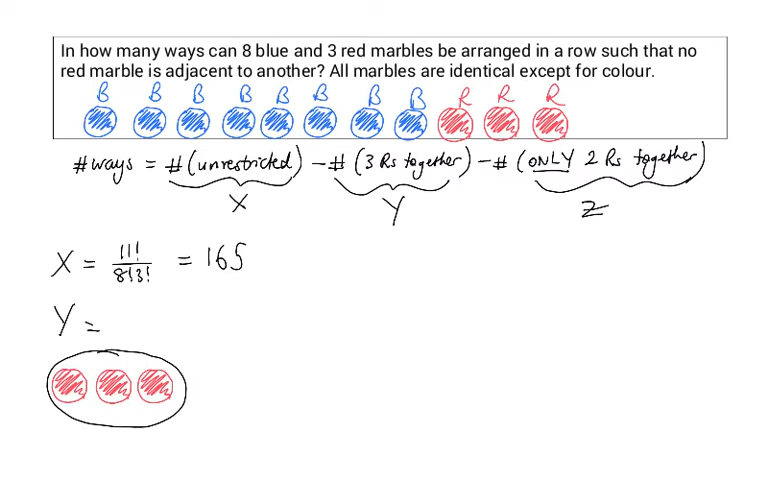 In how many ways can 8 blue and 3 red marbles be arranged in a row such that no
red marble is adjacent to another? All marbles are identical except for colour.
B B B B B B B B R R R
#ways = #(unrestricted) - #(3 Rs together) - #(ONLY 2 Rs together)
X Y Z
X = 11!/8!3! = 165
Y =